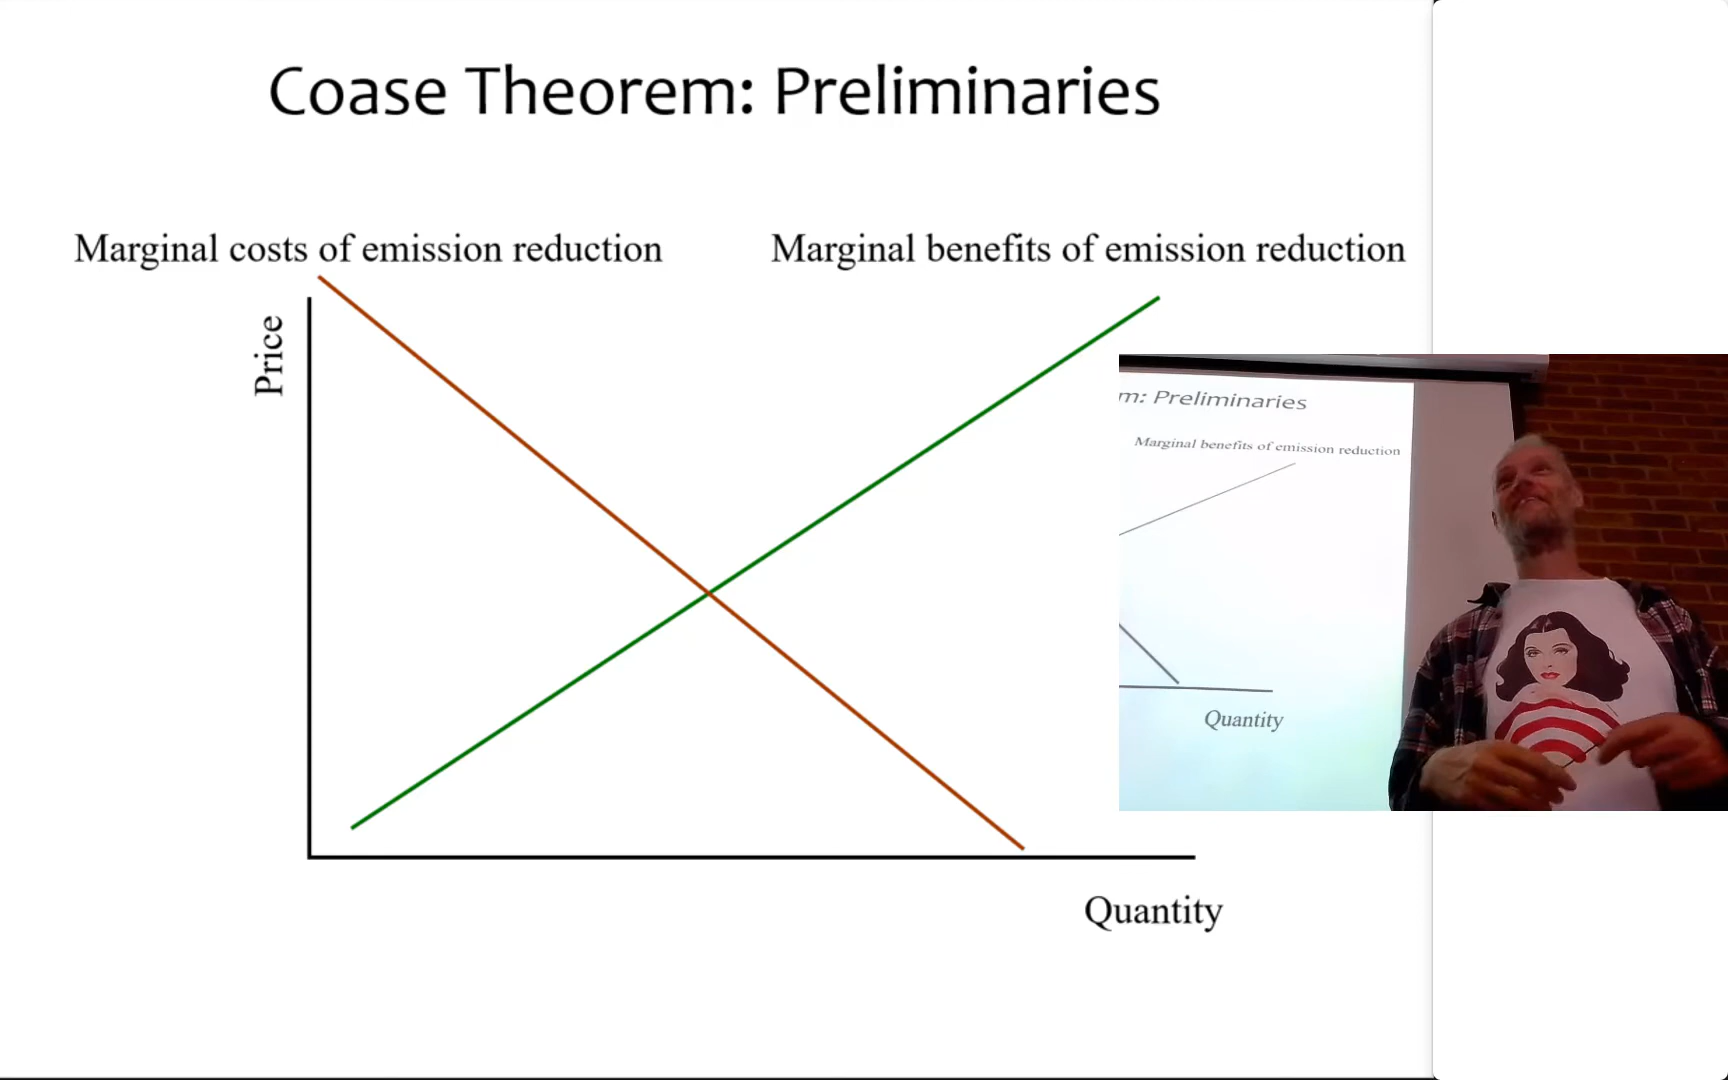 Coase Theorem: Preliminaries
Marginal costs of emission reduction
Marginal benefits of emission reduction
Price
Quantity
m: Preliminaries
Marginal benefits of emission reduction
Quantity